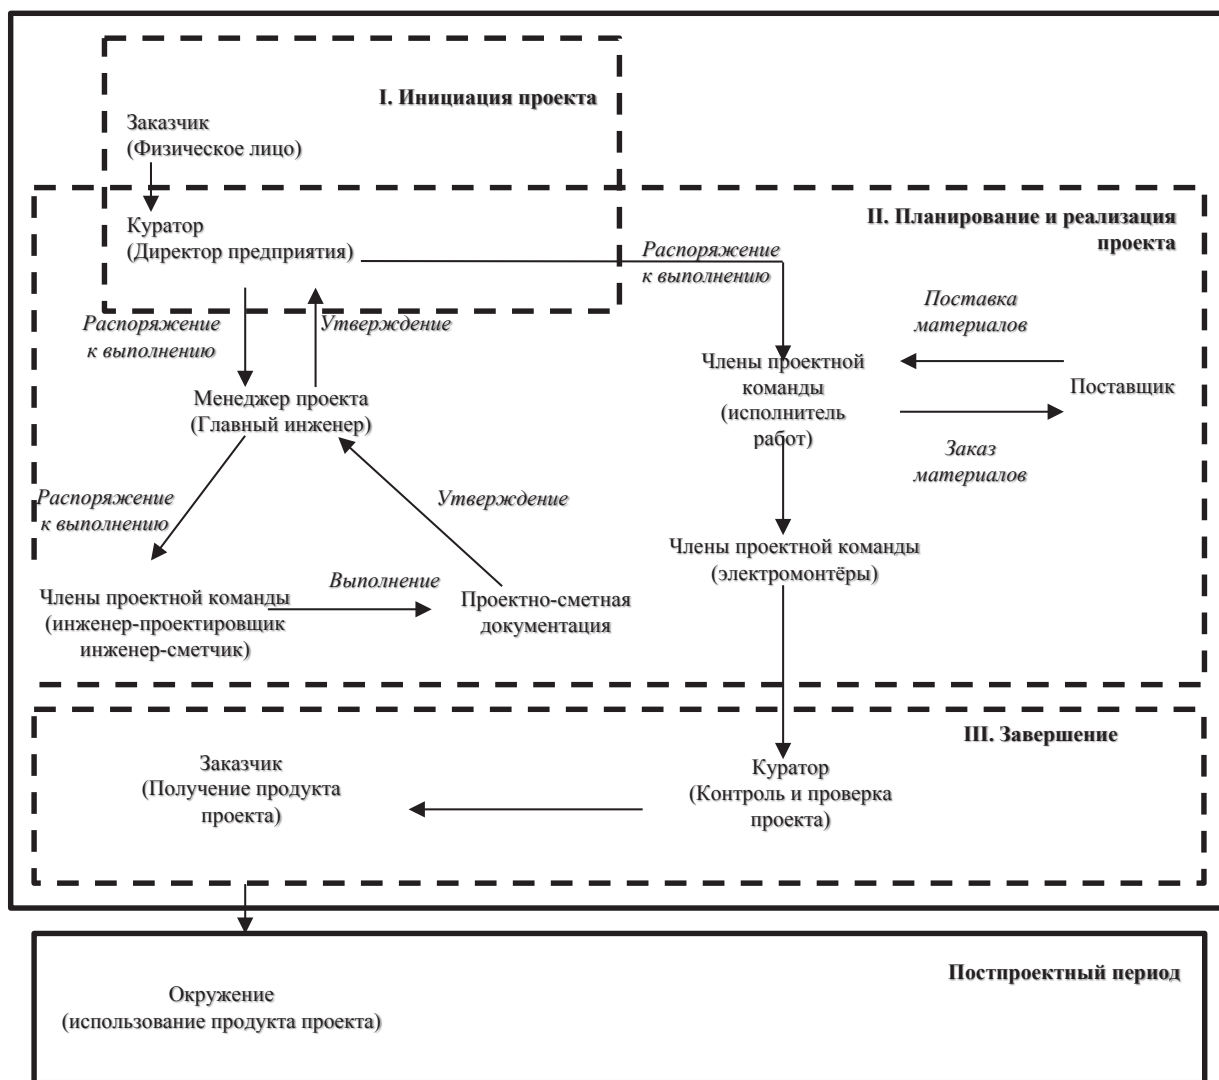 I. Инициация проекта
Заказчик
(Физическое лицо)
Куратор
(Директор предприятия)
II. Планирование и реализация
проекта
Распоряжение
к выполнению
Поставка
материалов
Распоряжение
к выполнению
Утверждение
Члены проектной
команды
(исполнитель
работ)
Поставщик
Менеджер проекта
(Главный инженер)
Заказ
материалов
Распоряжение
к выполнению
Утверждение
Члены проектной команды
(электромонтёры)
Выполнение
Члены проектной команды
(инженер-проектировщик
инженер-сметчик)
Проектно-сметная
документация
III. Завершение
Заказчик
(Получение продукта
проекта)
Куратор
(Контроль и проверка
проекта)
Постпроектный период
Окружение
(использование продукта проекта)